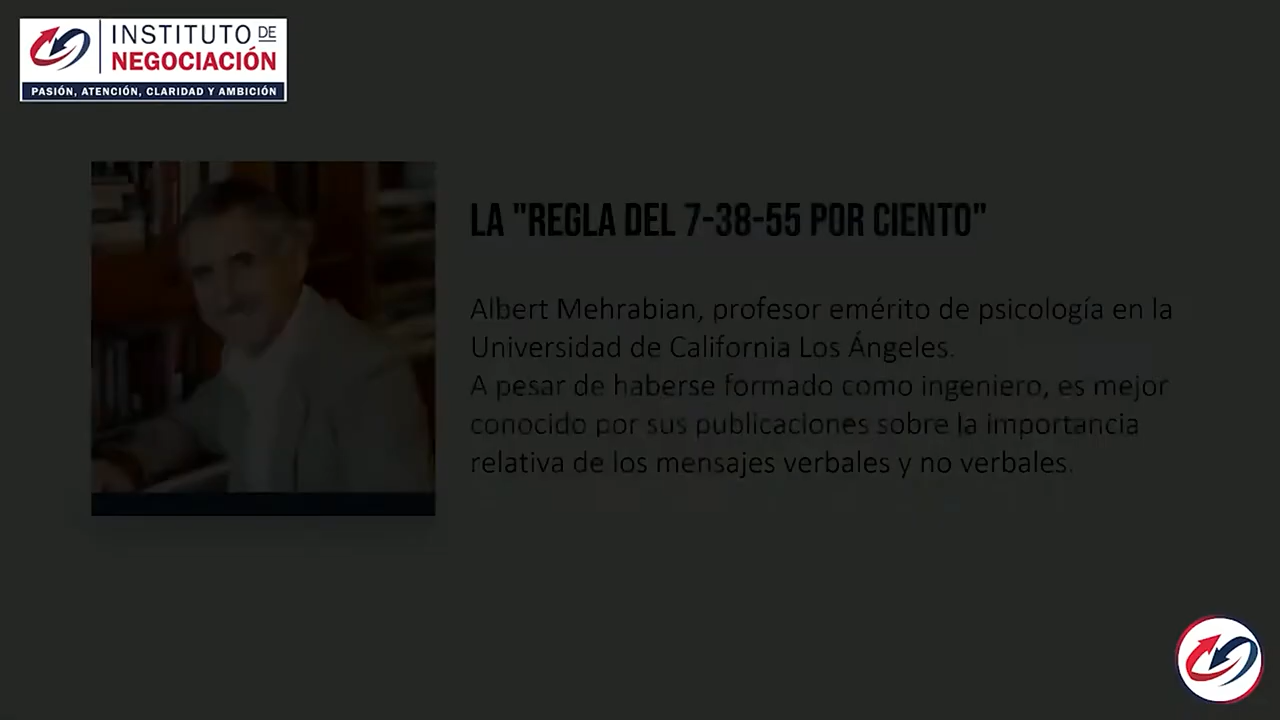 INSTITUTO DE
NEGOCIACIÓN
PASIÓN, ATENCIÓN, CLARIDAD Y AMBICIÓN
LA "REGLA DEL 7-38-55 POR CIENTO"
Albert Mehrabian, profesor emérito de psicología en la
Universidad de California Los Ángeles.
A pesar de haberse formado como ingeniero, es mejor
conocido por sus publicaciones sobre la importancia
relativa de los mensajes verbales y no verbales.